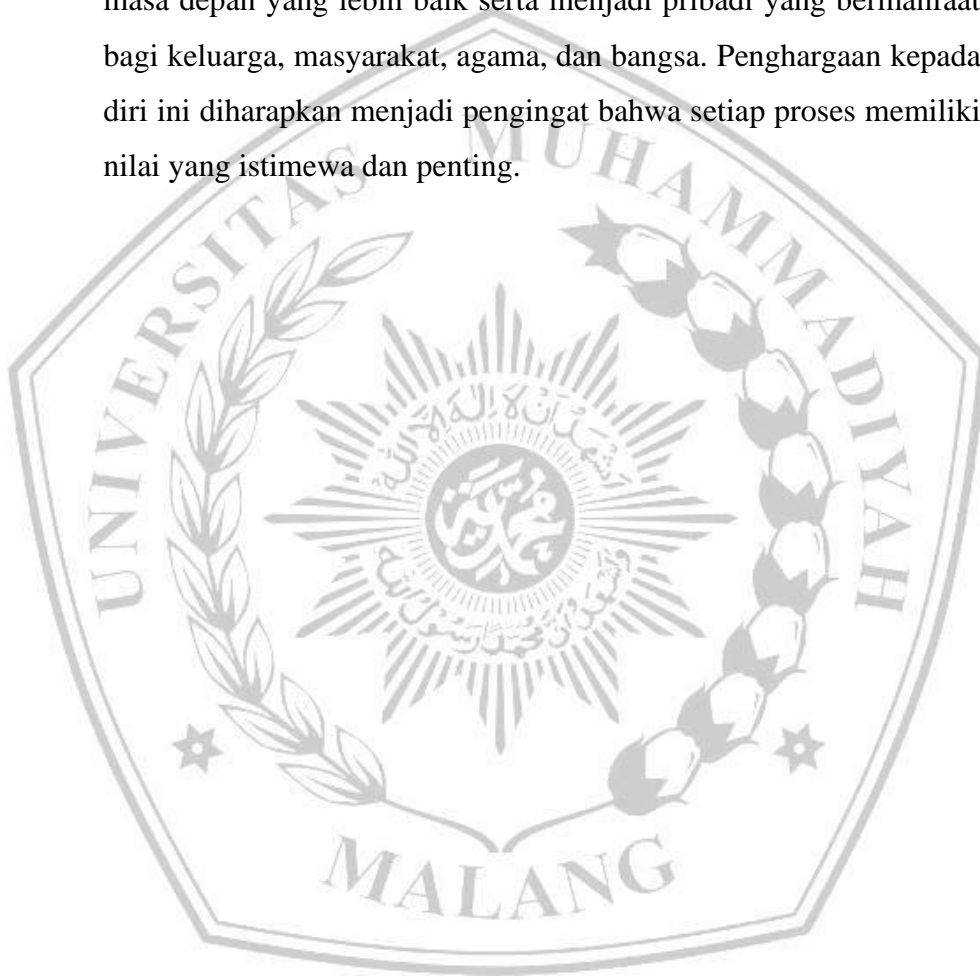 masa depan yang lebih baik serta menjadi pribadi yang bermanfaat
bagi keluarga, masyarakat, agama, dan bangsa. Penghargaan kepada
diri ini diharapkan menjadi pengingat bahwa setiap proses memiliki
nilai yang istimewa dan penting.
UNIVERSITAS MUHAMMADIYAH
MALANG